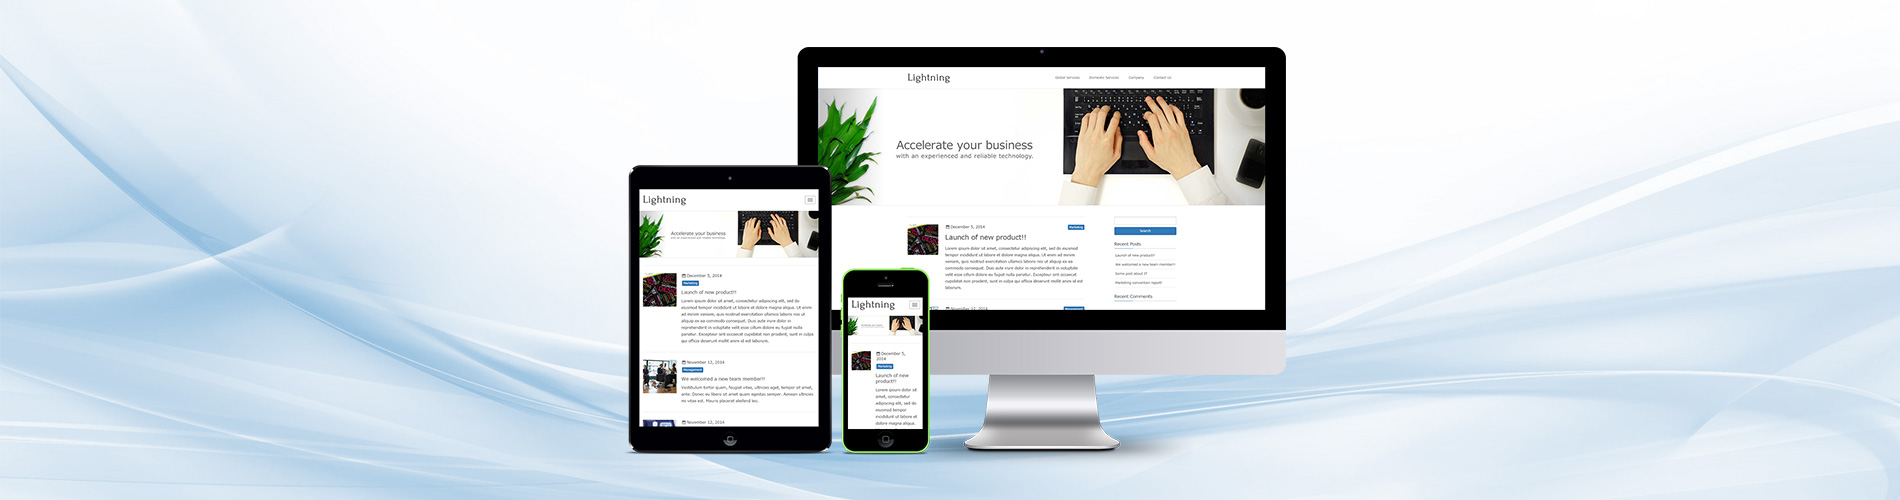 Lightning
Global Services
Domestic Services
Company
Contact Us
Accelerate your business
with an experienced and reliable technology.
December 5, 2014
Marketing
Launch of new product!!
Lorem ipsum dolor sit amet, consectetur adipiscing elit, sed do eiusmod
tempor incididunt ut labore et dolore magna aliqua. Ut enim ad minim
veniam, quis nostrud exercitation ullamco laboris nisi ut aliquip ex ea
commodo consequat. Duis aute irure dolor in reprehenderit in voluptate
velit esse cillum dolore eu fugiat nulla pariatur. Excepteur sint occaecat
cupidatat non proident, sunt in culpa qui officia deserunt mollit anim id est
laborum.
Search
Recent Posts
Launch of new product!!
We welcomed a new team member!!
Some post about IT
Marketing convention report!
Recent Comments
Lightning
Accelerate your business
with an experienced and reliable technology.
December 5, 2014
Marketing
Launch of new product!!
Lorem ipsum dolor sit amet, consectetur adipiscing elit, sed do eiusmod
tempor incididunt ut labore et dolore magna aliqua. Ut enim
ad minim veniam, quis nostrud exercitation ullamco laboris nisi ut
aliquip ex ea commodo consequat. Duis aute irure dolor in
reprehenderit in voluptate velit esse cillum dolore eu fugiat nulla
pariatur. Excepteur sint occaecat cupidatat non proident, sunt in culpa
qui officia deserunt mollit anim id est laborum.
November 12, 2014
Management
We welcomed a new team member!!
Vestibulum tortor quam, feugiat vitae, ultricies eget, tempor sit amet,
ante. Donec eu libero sit amet quam egestas semper. Aenean ultricies
mi vitae est. Mauris placerat eleifend leo.
November 12, 2014
Lightning
December 5,
2014
Marketing
Launch of new
product!!
Lorem ipsum dolor sit
amet, consectetur
adipiscing elit, sed do
eiusmod tempor
incididunt ut labore et
dolore magna aliqua.